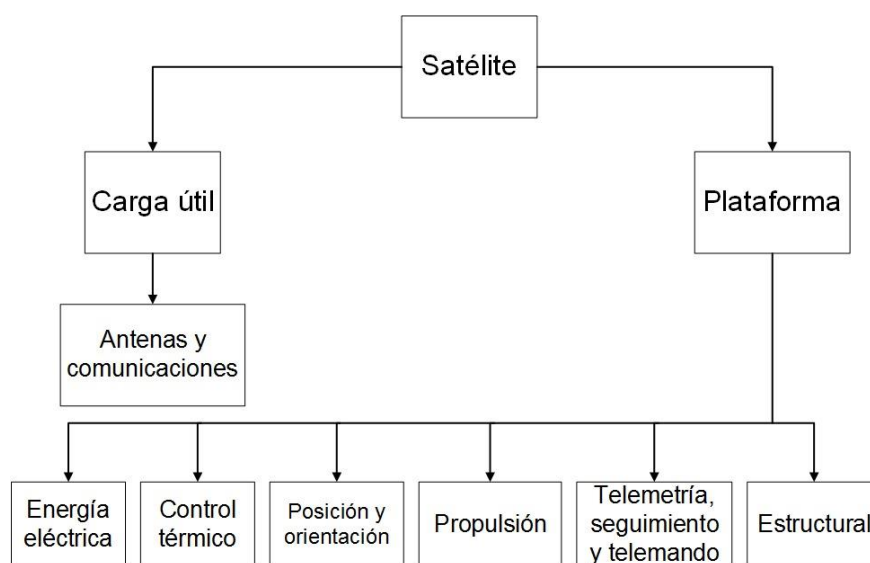 Satélite
Carga útil
Plataforma
Antenas y
comunicaciones
Energía
eléctrica
Control
térmico
Posición y
orientación
Propulsión
Telemetría,
seguimiento
y telemando
Estructural